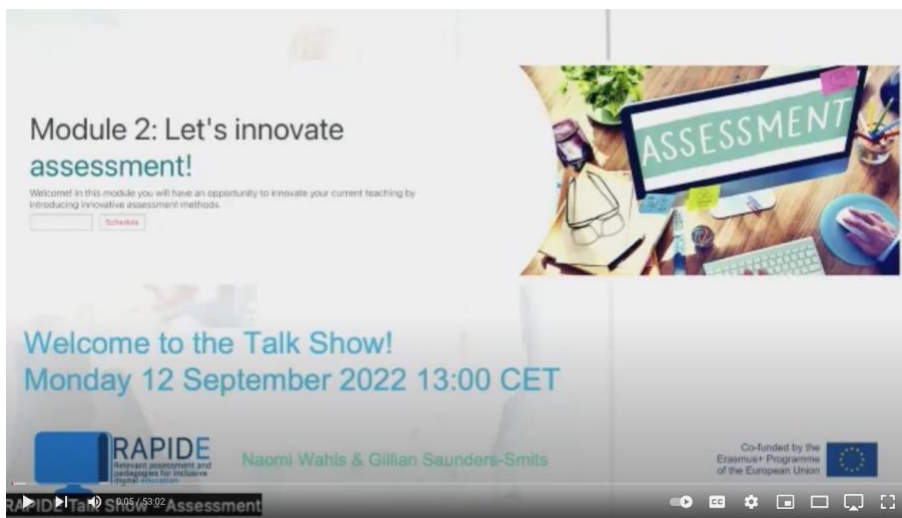 Module 2: Let's innovate
assessment!
Welcome! In this module you will have an opportunity to innovate your current teaching by
introducing innovative assessment methods.
Schedule
ASSESSMENT
Welcome to the Talk Show!
Monday 12 September 2022 13:00 CET
RAPIDE
Relevant assessment and
pedagogies for inclusive
digital education
Naomi Wahls & Gillian Saunders-Smits
Co-funded by the
Erasmus+ Programme
of the European Union
0:05 / 53:02
CC
RAPIDE Talk Show - Assessment